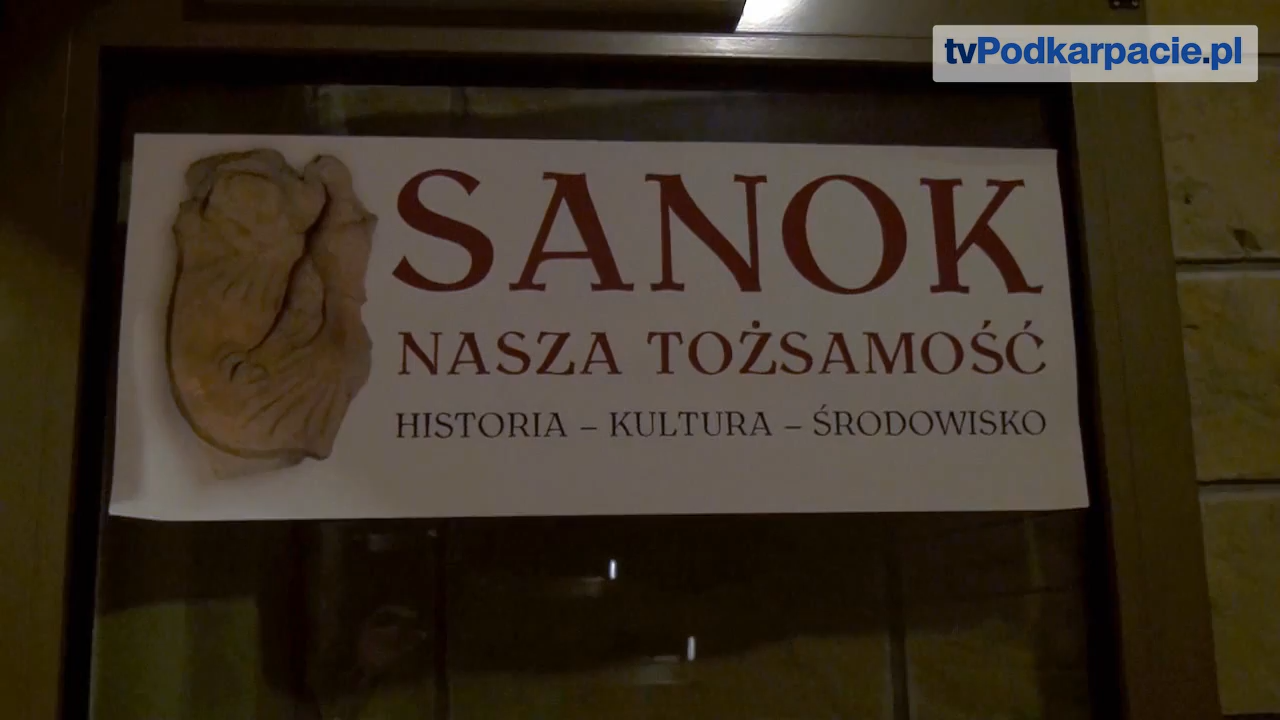 tvPodkarpacie.pl
SANOK
NASZA TOŻSAMOŚĆ
HISTORIA – KULTURA – ŚRODOWISKO